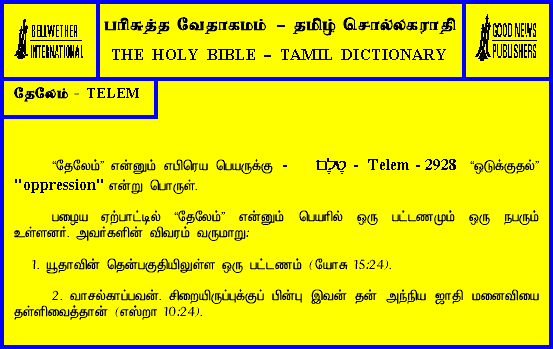 BELLWETHER
INTERNATIONAL
பரிசுத்த வேதாகமம் – தமிழ் சொல்லகராதி
THE HOLY BIBLE – TAMIL DICTIONARY
GOOD NEWS
PUBLISHERS
தேலேம் - TELEM
“தேலேம்” என்னும் எபிரெய பெயருக்கு - טֶלֶם - Telem - 2928 “ஒடுக்குதல்”
"oppression" என்று பொருள்.
பழைய ஏற்பாட்டில் “தேலேம்” என்னும் பெயரில் ஒரு பட்டணமும் ஒரு நபரும்
உள்ளனர். அவர்களின் விவரம் வருமாறு:
1. யூதாவின் தென்பகுதியிலுள்ள ஒரு பட்டணம் (யோசு 15:24).
2. வாசல்காப்பவன். சிறையிருப்புக்குப் பின்பு இவன் தன் அந்நிய ஜாதி மனைவியை
தள்ளிவைத்தான் (எஸ்றா 10:24).